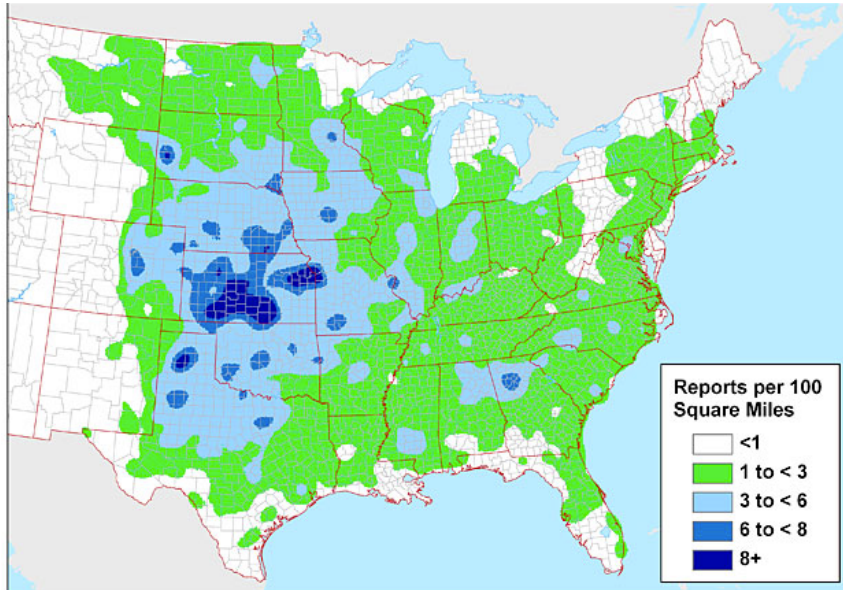 Reports per 100
Square Miles
<1
1 to < 3
3 to < 6
6 to < 8
8+